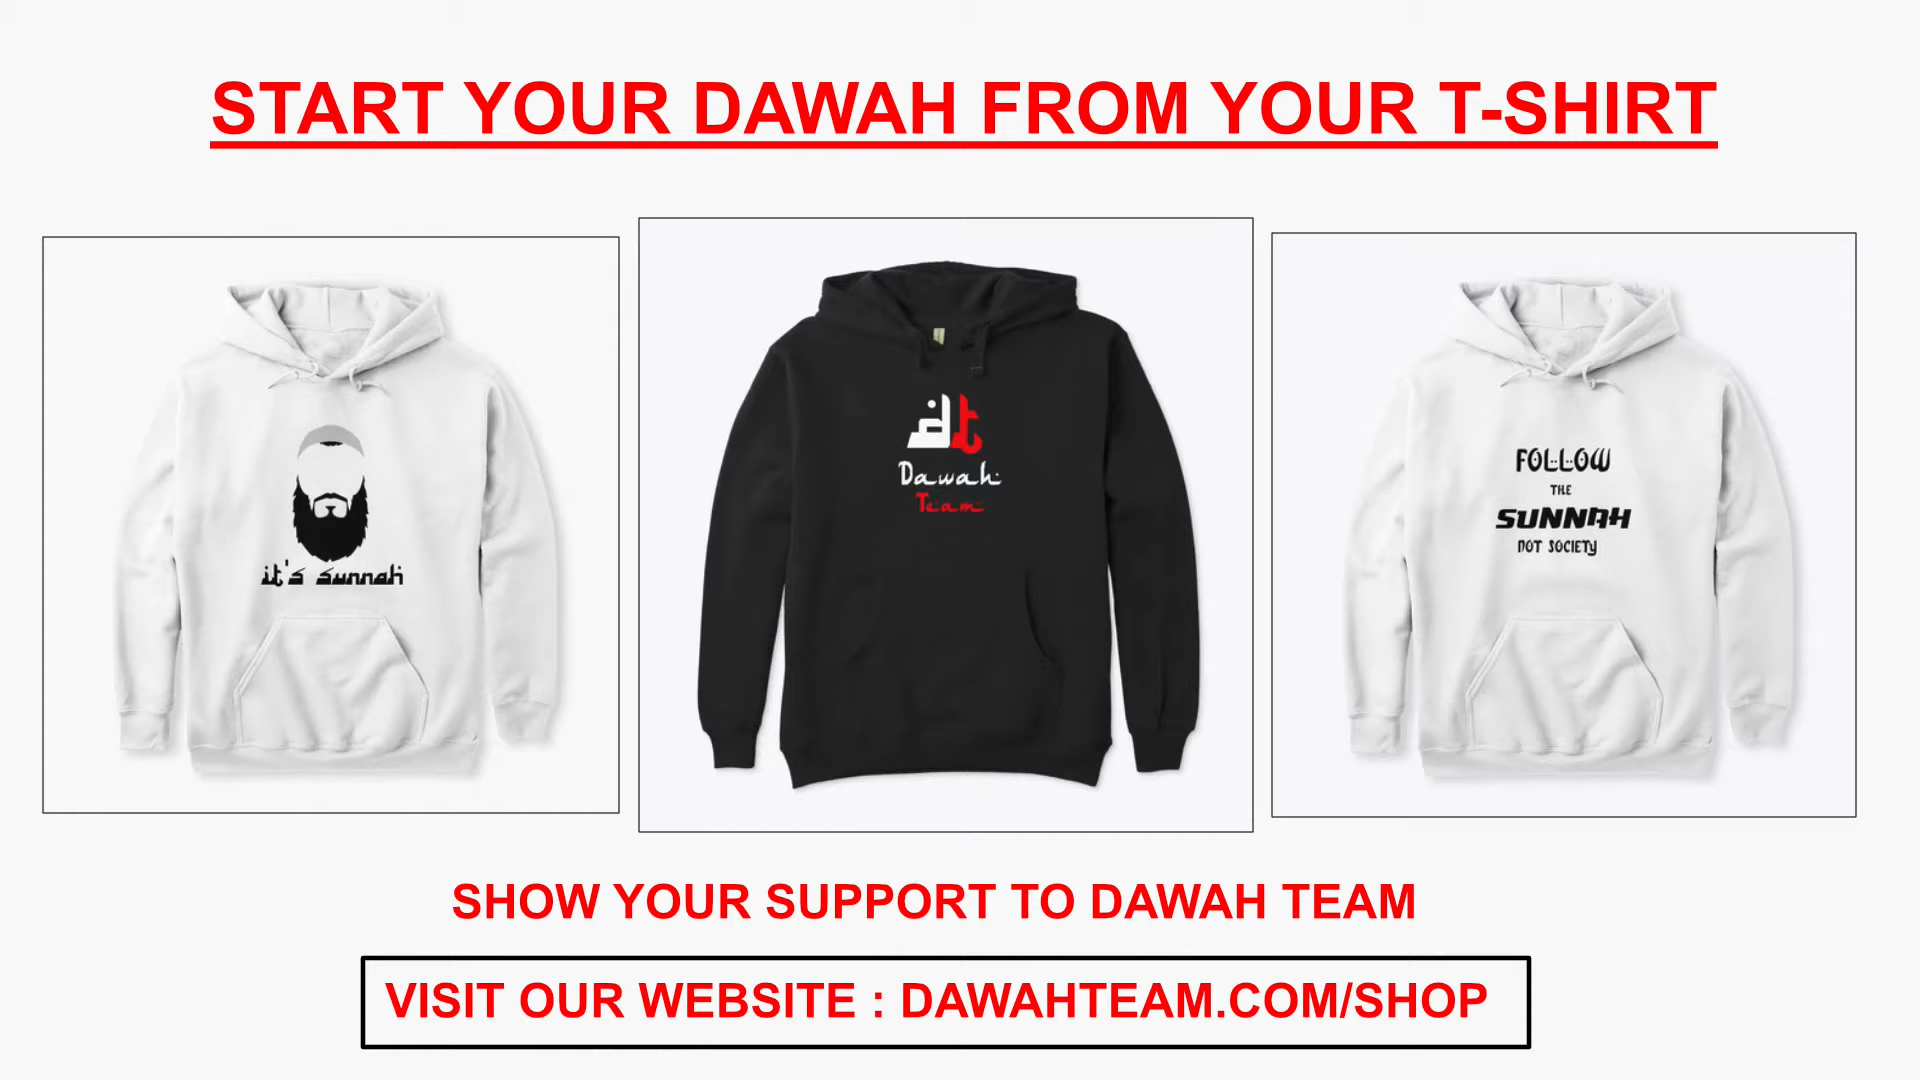 START YOUR DAWAH FROM YOUR T-SHIRT
it's sunnah
dt
Dawah
Team
FOLLOW
THE
SUNNAH
NOT SOCIETY
SHOW YOUR SUPPORT TO DAWAH TEAM
VISIT OUR WEBSITE : DAWAHTEAM.COM/SHOP